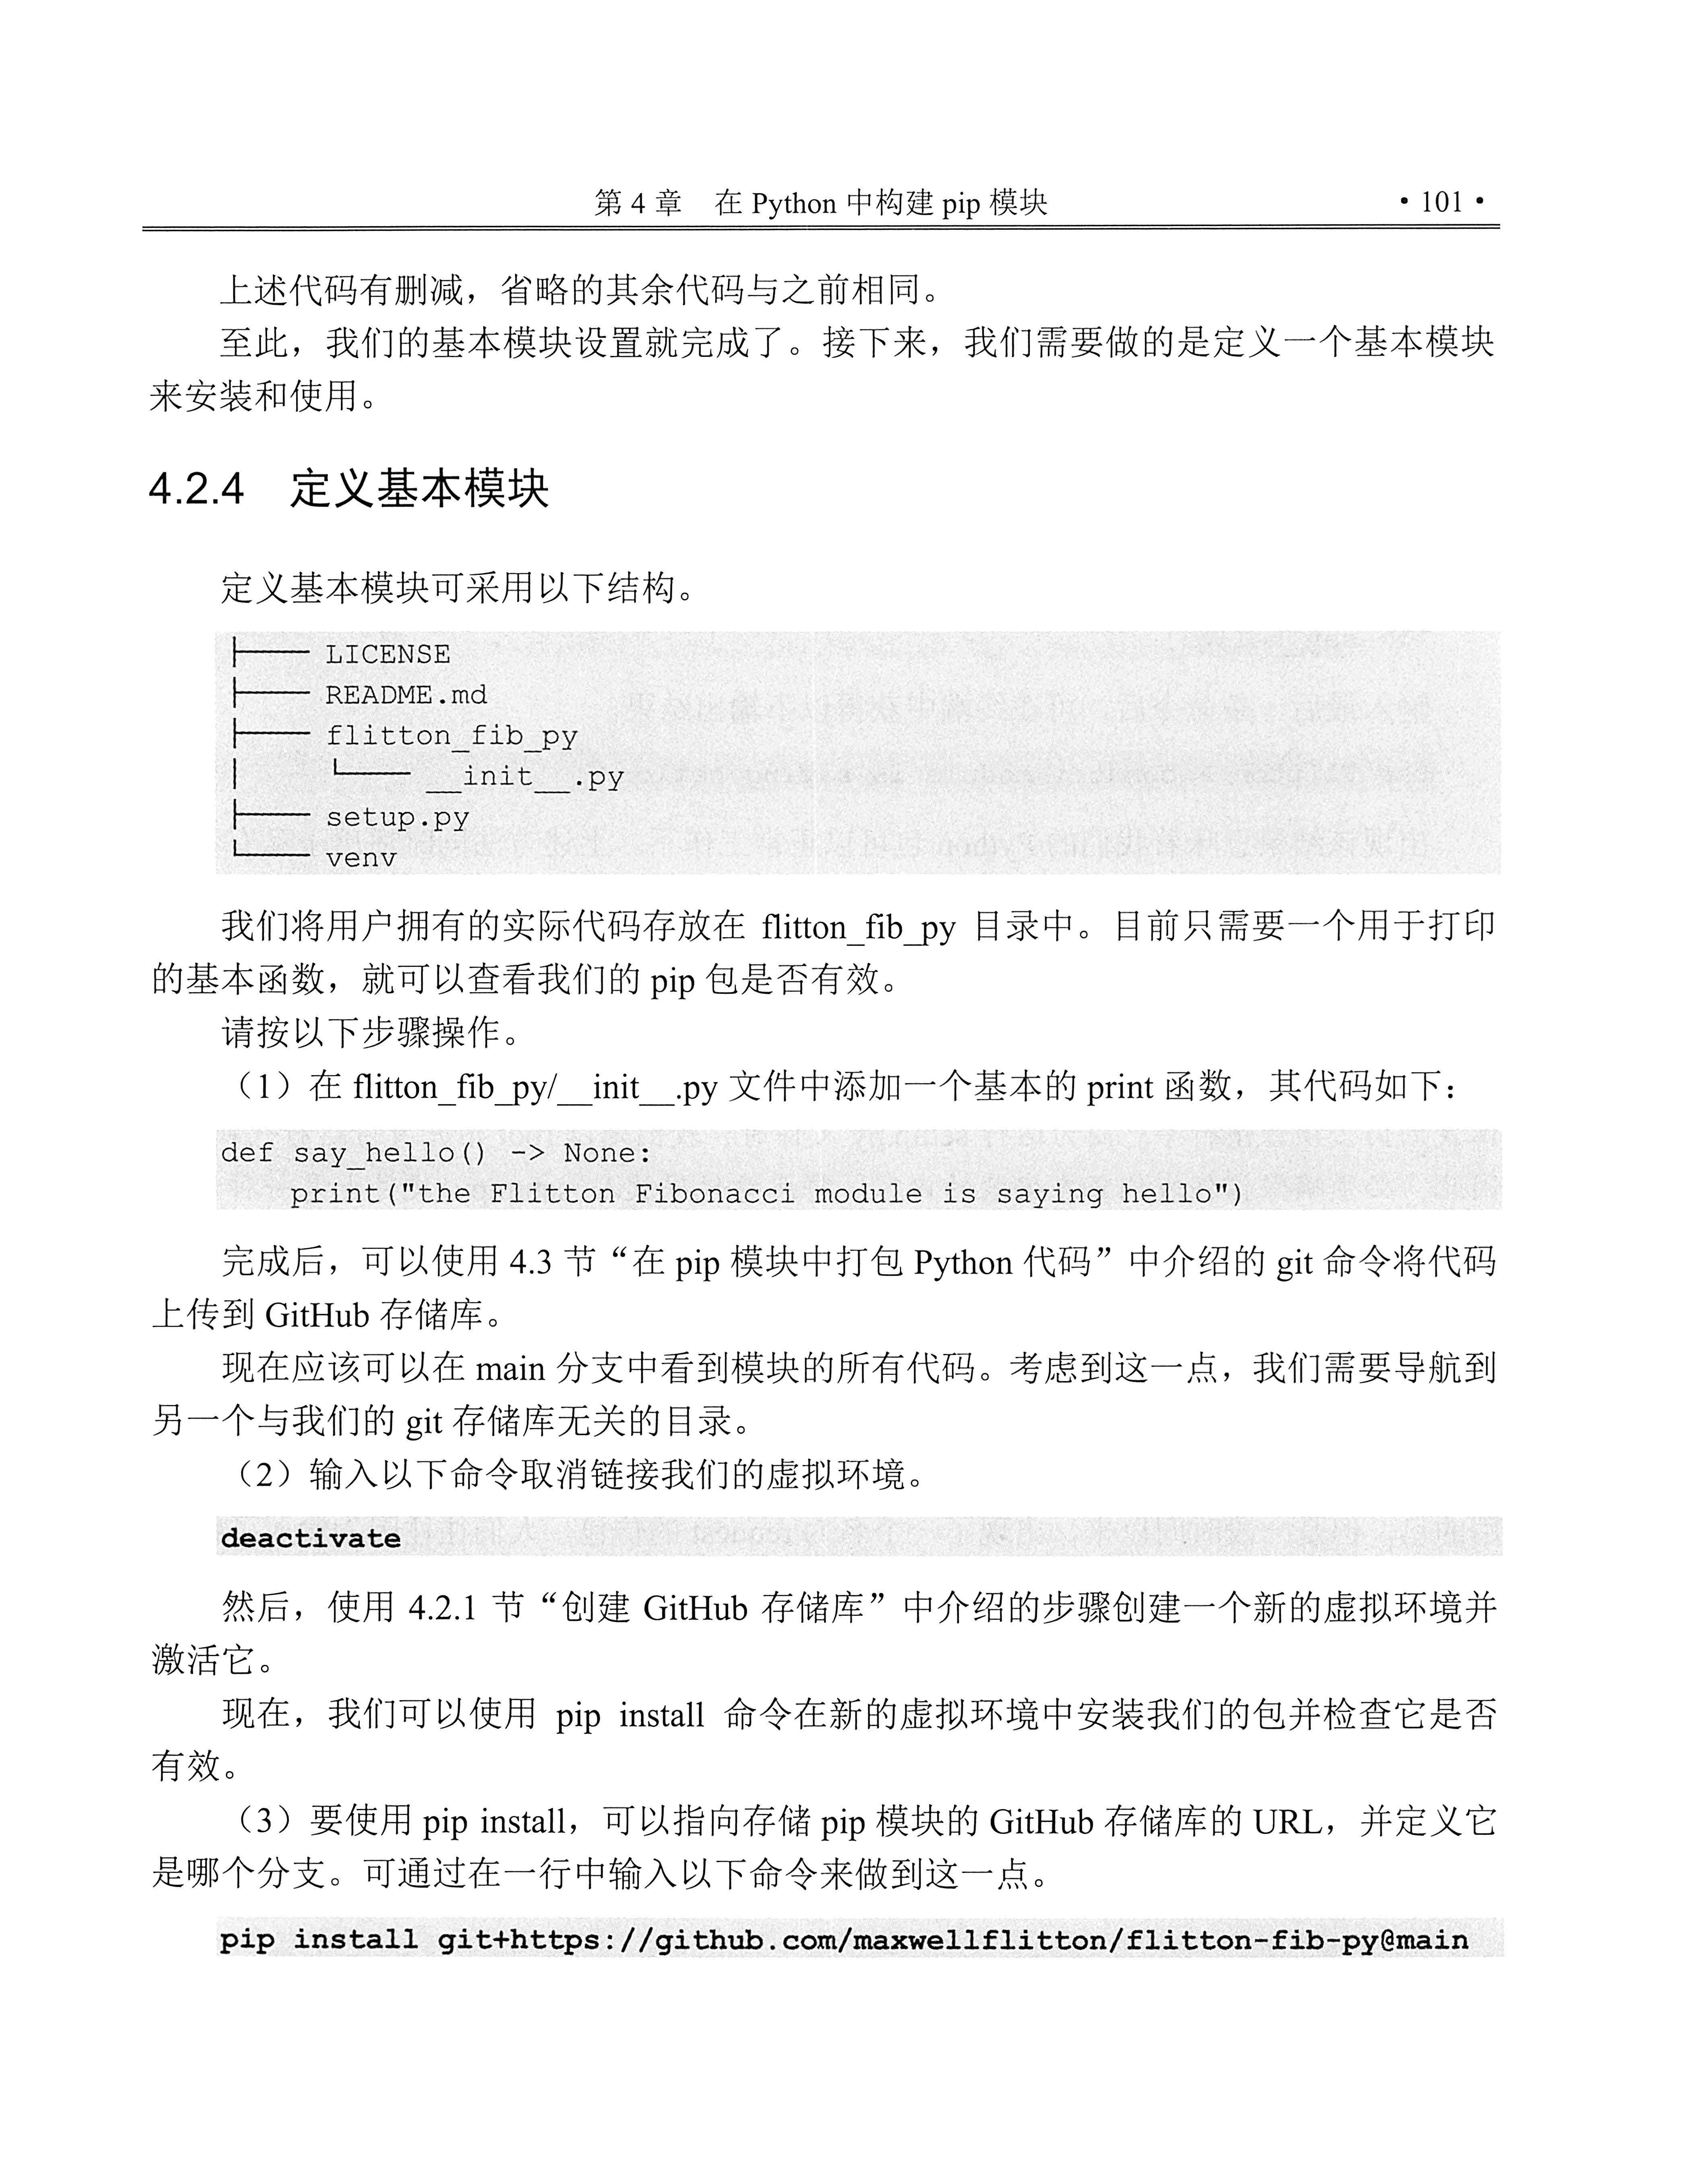 第 4 章　在 Python 中构建 pip 模块　• 101 •
上述代码有删减，省略的其余代码与之前相同。
至此，我们的基本模块设置就完成了。接下来，我们需要做的是定义一个基本模块
来安装和使用。
4.2.4　定义基本模块
定义基本模块可采用以下结构。
├── LICENSE
├── README.md
├── flitton_fib_py
│   └── __init__.py
├── setup.py
└── venv
我们将用户拥有的实际代码存放在 flitton_fib_py 目录中。目前只需要一个用于打印
的基本函数，就可以查看我们的 pip 包是否有效。
请按以下步骤操作。
（1）在 flitton_fib_py/__init__.py 文件中添加一个基本的 print 函数，其代码如下：
def say_hello() -> None:
    print("the Flitton Fibonacci module is saying hello")
完成后，可以使用 4.3 节“在 pip 模块中打包 Python 代码”中介绍的 git 命令将代码
上传到 GitHub 存储库。
现在应该可以在 main 分支中看到模块的所有代码。考虑到这一点，我们需要导航到
另一个与我们的 git 存储库无关的目录。
（2）输入以下命令取消链接我们的虚拟环境。
deactivate
然后，使用 4.2.1 节“创建 GitHub 存储库”中介绍的步骤创建一个新的虚拟环境并
激活它。
现在，我们可以使用 pip install 命令在新的虚拟环境中安装我们的包并检查它是否
有效。
（3）要使用 pip install，可以指向存储 pip 模块的 GitHub 存储库的 URL，并定义它
是哪个分支。可通过在一行中输入以下命令来做到这一点。
pip install git+https://github.com/maxwellflitton/flitton-fib-py@main